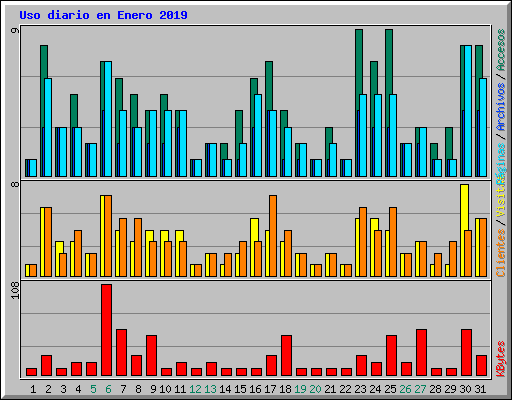 Uso diario en Enero 2019
9
8
108
Clientes / Visitas
Páginas / Archivos / Accesos
KBytes
1 2 3 4 5 6 7 8 9 10 11 12 13 14 15 16 17 18 19 20 21 22 23 24 25 26 27 28 29 30 31